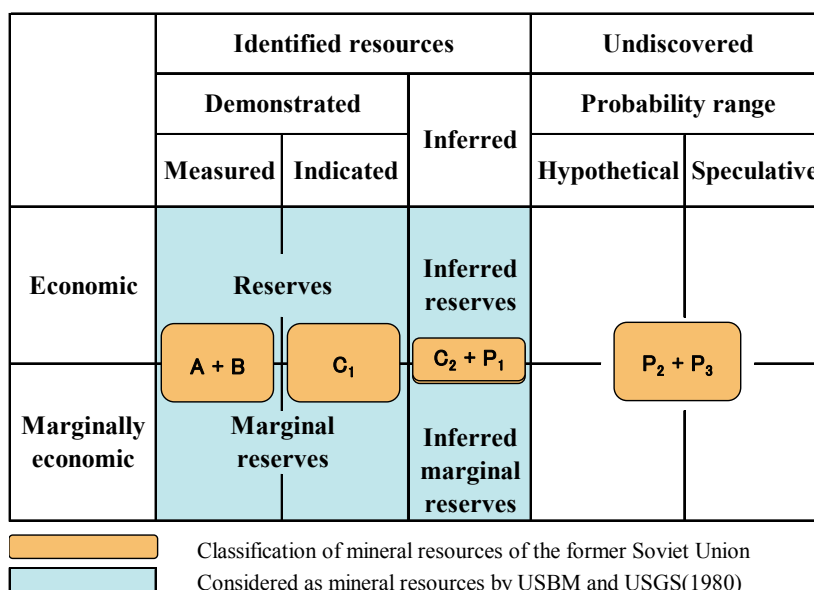 Identified resources
Undiscovered
Demonstrated
Inferred
Probability range
Measured
Indicated
Hypothetical
Speculative
Economic
Reserves
Inferred
reserves
A + B
C₁
C₂ + P₁
P₂ + P₃
Marginally
economic
Marginal
reserves
Inferred
marginal
reserves
Classification of mineral resources of the former Soviet Union
Considered as mineral resources by USBM and USGS(1980)